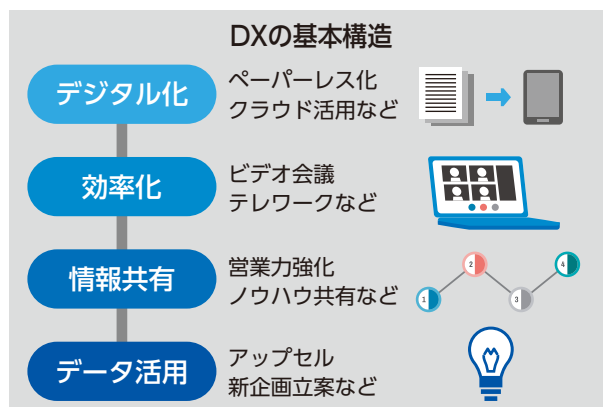 DXの基本構造
デジタル化
ペーパーレス化
クラウド活用など
効率化
ビデオ会議
テレワークなど
情報共有
営業力強化
ノウハウ共有など
1
2
3
4
データ活用
アップセル
新企画立案など